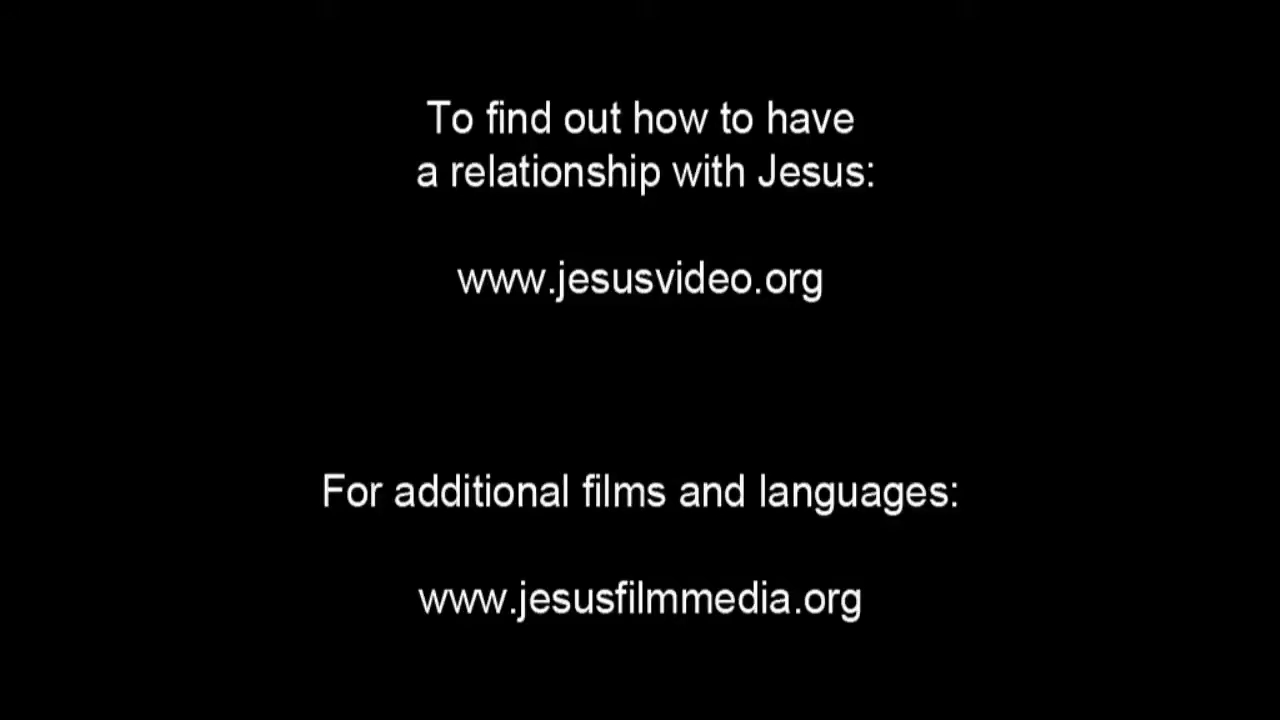 To find out how to have
a relationship with Jesus:
www.jesusvideo.org
For additional films and languages:
www.jesusfilmmedia.org